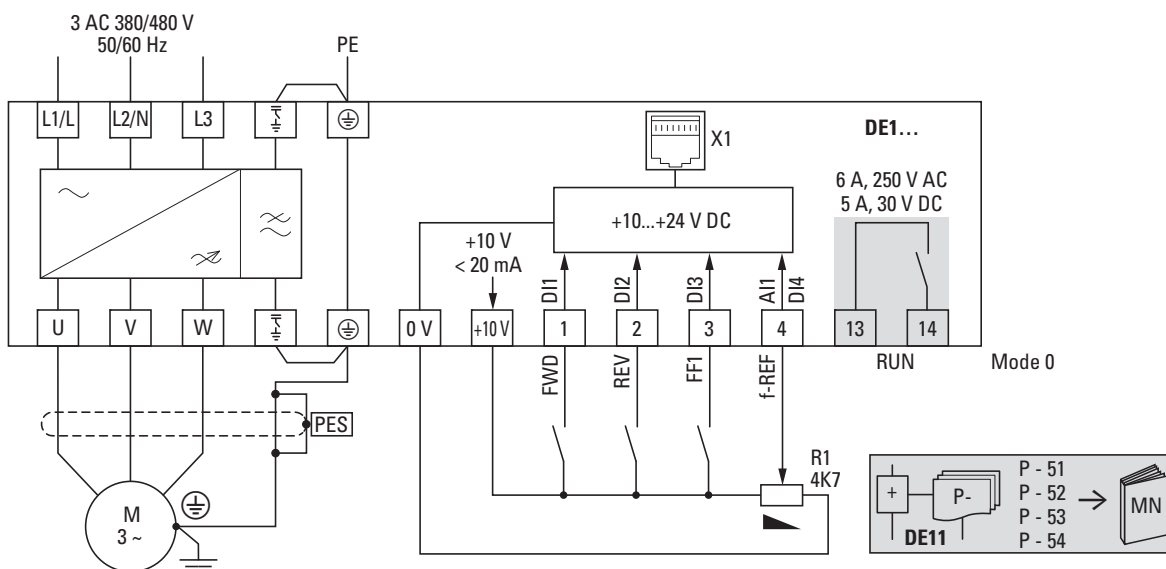 3 AC 380/480 V
50/60 Hz
PE
L1/L
L2/N
L3
X1
DE1...
6 A, 250 V AC
5 A, 30 V DC
+10...+24 V DC
+10 V
< 20 mA
DI1
DI2
DI3
AI1
DI4
U
V
W
0 V
+10 V
1
2
3
4
13
14
RUN
Mode 0
FWD
REV
FF1
f-REF
PES
R1
4K7
M
3 ~
+
P-
DE11
P - 51
P - 52
P - 53
P - 54
MN